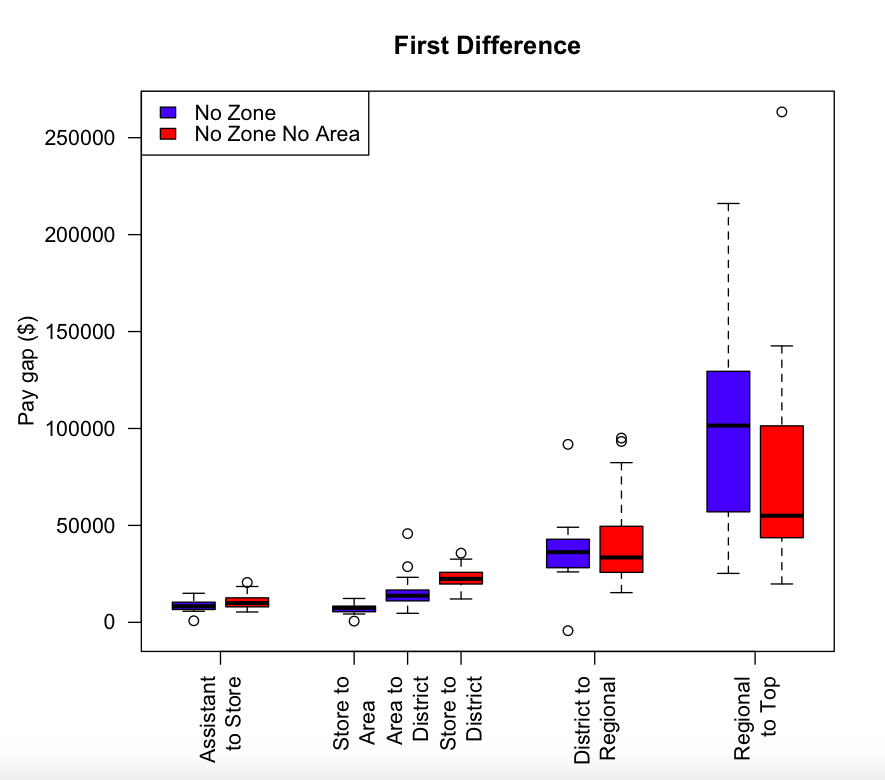 First Difference
No Zone
No Zone No Area
Pay gap ($)
250000
200000
150000
100000
50000
0
Assistant
to Store
Store to
Area
Area to
District
Store to
District
District to
Regional
Regional
to Top